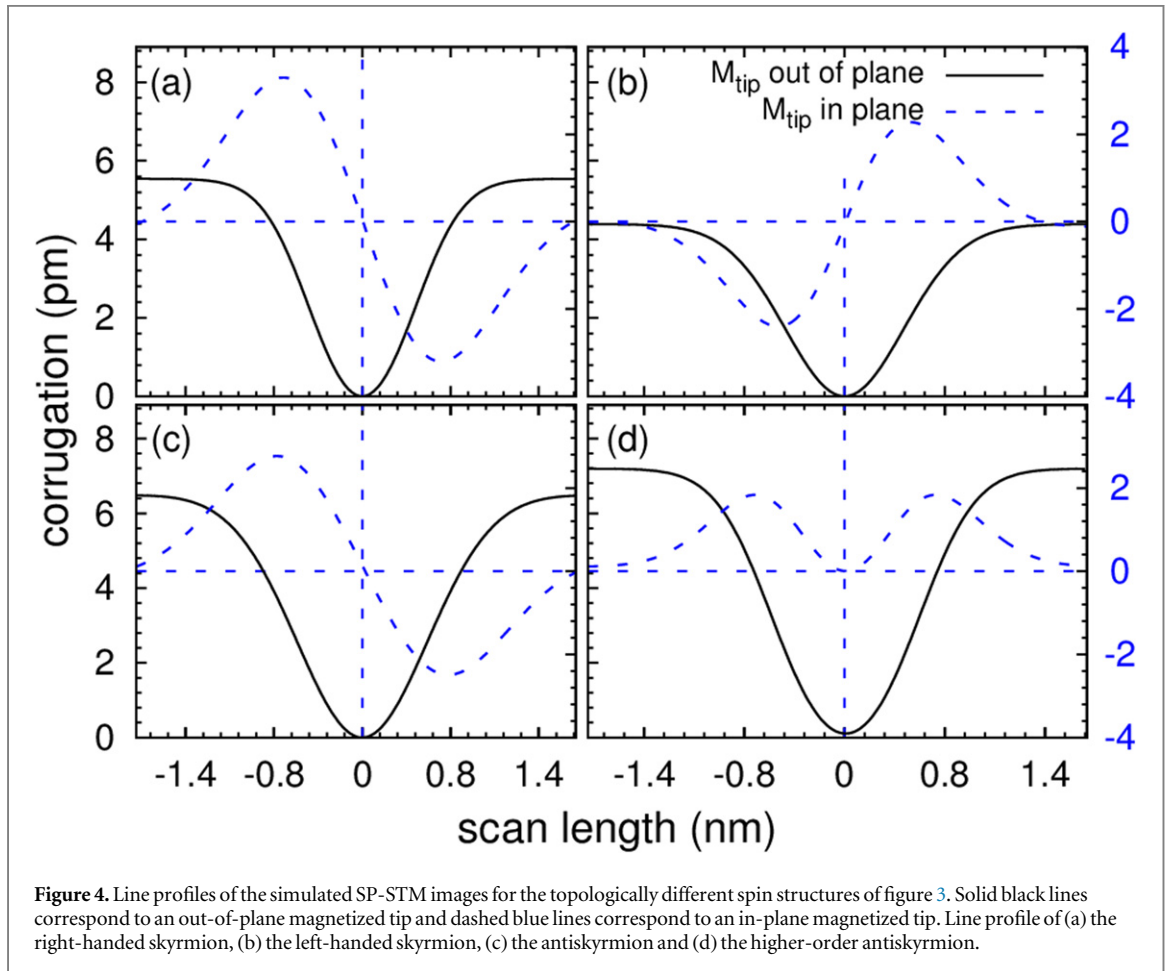 (a)
(b)
M_tip out of plane
M_tip in plane
8
6
4
2
0
4
2
0
-2
-4
(c)
(d)
8
6
4
2
0
2
0
-2
-4
corrugation (pm)
-1.4 -0.8 0 0.8 1.4
-1.4 -0.8 0 0.8 1.4
scan length (nm)
Figure 4. Line profiles of the simulated SP-STM images for the topologically different spin structures of figure 3. Solid black lines
correspond to an out-of-plane magnetized tip and dashed blue lines correspond to an in-plane magnetized tip. Line profile of (a) the
right-handed skyrmion, (b) the left-handed skyrmion, (c) the antiskyrmion and (d) the higher-order antiskyrmion.